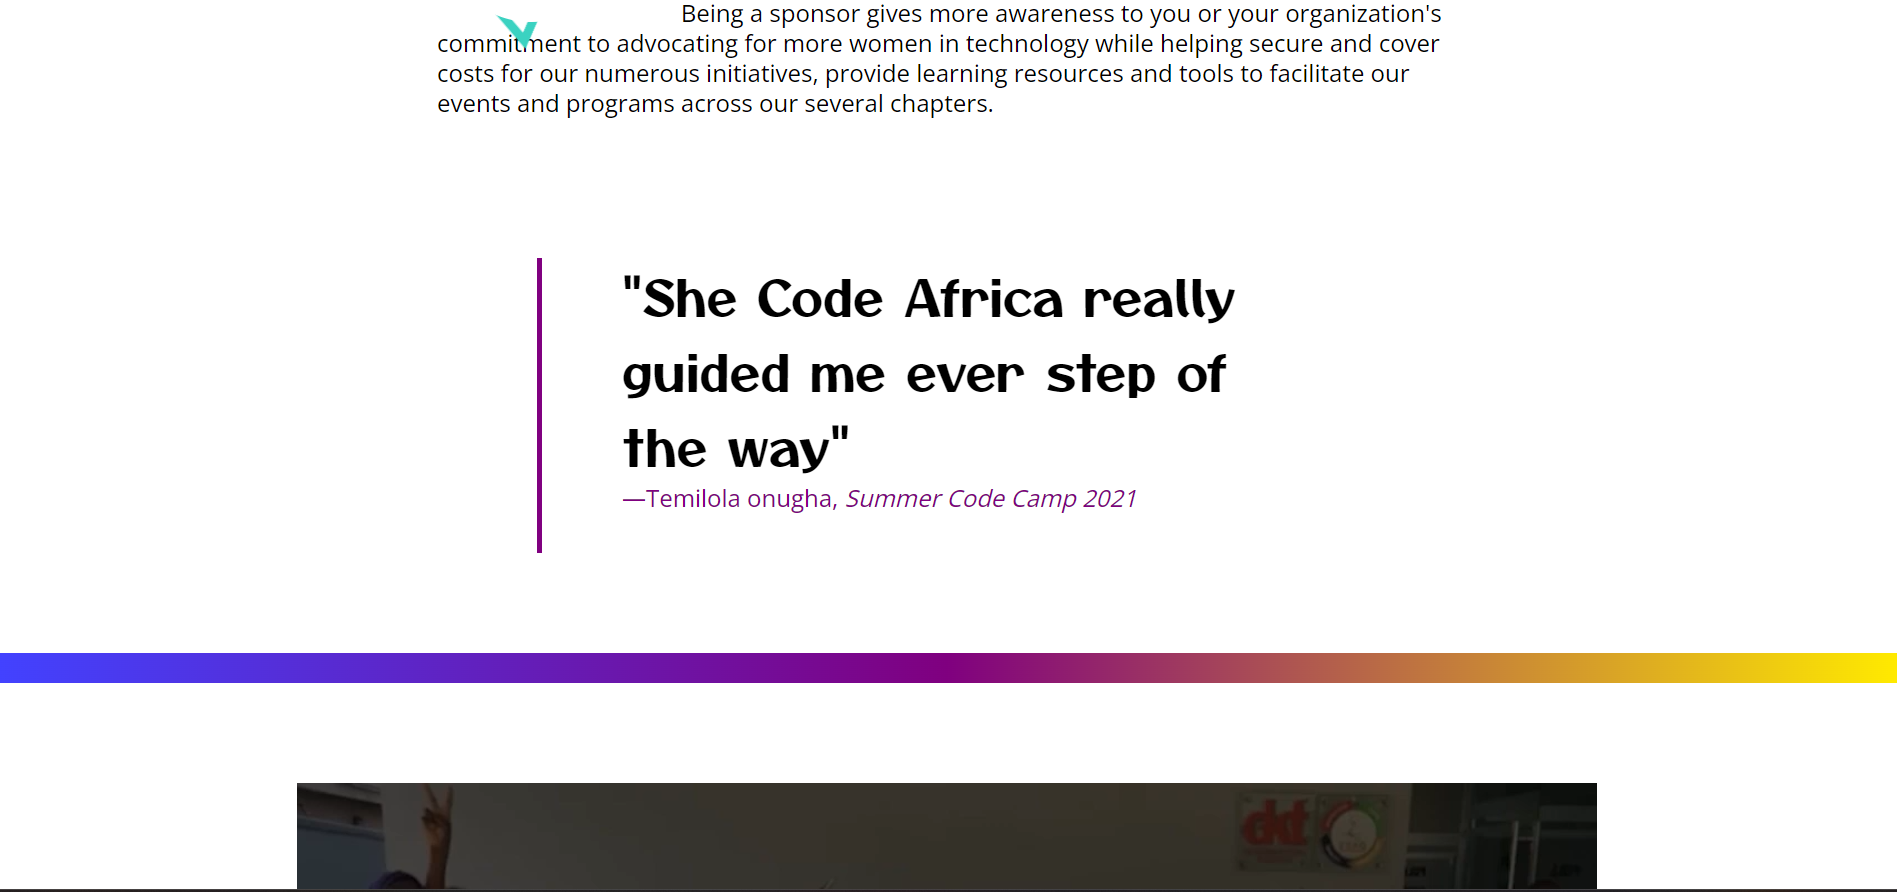 Being a sponsor gives more awareness to you or your organization's
commitment to advocating for more women in technology while helping secure and cover
costs for our numerous initiatives, provide learning resources and tools to facilitate our
events and programs across our several chapters.
"She Code Africa really
guided me ever step of
the way"
—Temilola onugha, Summer Code Camp 2021
ckt